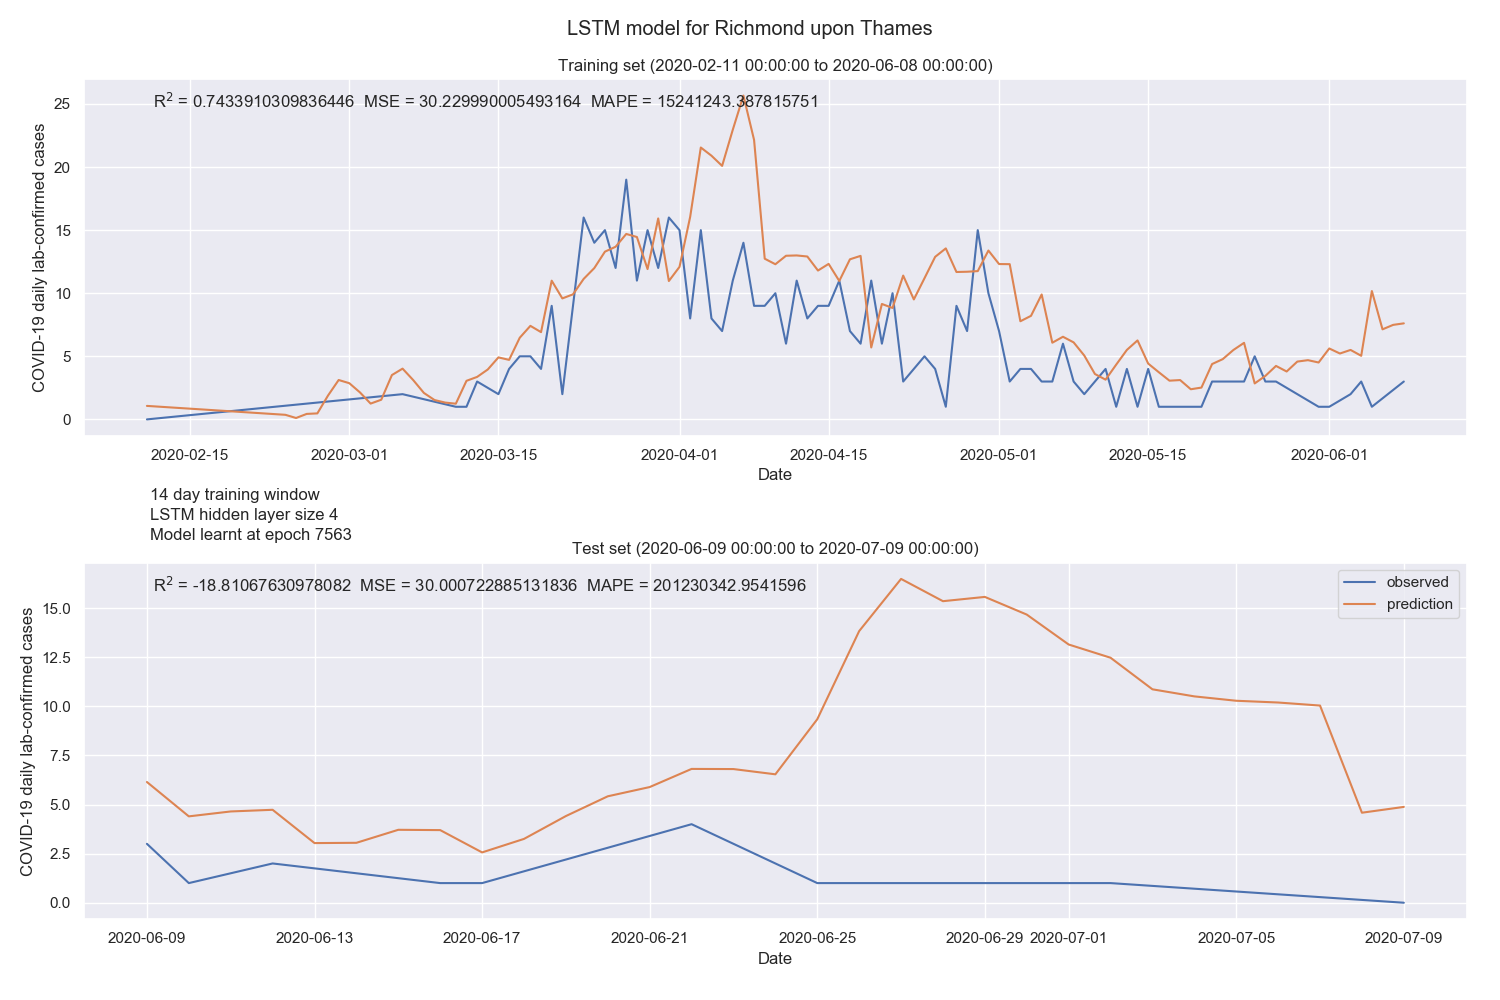 LSTM model for Richmond upon Thames
Training set (2020-02-11 00:00:00 to 2020-06-08 00:00:00)
R² = 0.7433910309836446 MSE = 30.229990005493164 MAPE = 15241243.387815751
COVID-19 daily lab-confirmed cases
25
20
15
10
5
0
2020-02-15 2020-03-01 2020-03-15 2020-04-01 2020-04-15 2020-05-01 2020-05-15 2020-06-01
Date
14 day training window
LSTM hidden layer size 4
Model learnt at epoch 7563
Test set (2020-06-09 00:00:00 to 2020-07-09 00:00:00)
R² = -18.81067630978082 MSE = 30.000722885131836 MAPE = 201230342.9541596
observed
prediction
COVID-19 daily lab-confirmed cases
15.0
12.5
10.0
7.5
5.0
2.5
0.0
2020-06-09 2020-06-13 2020-06-17 2020-06-21 2020-06-25 2020-06-29 2020-07-01 2020-07-05 2020-07-09
Date